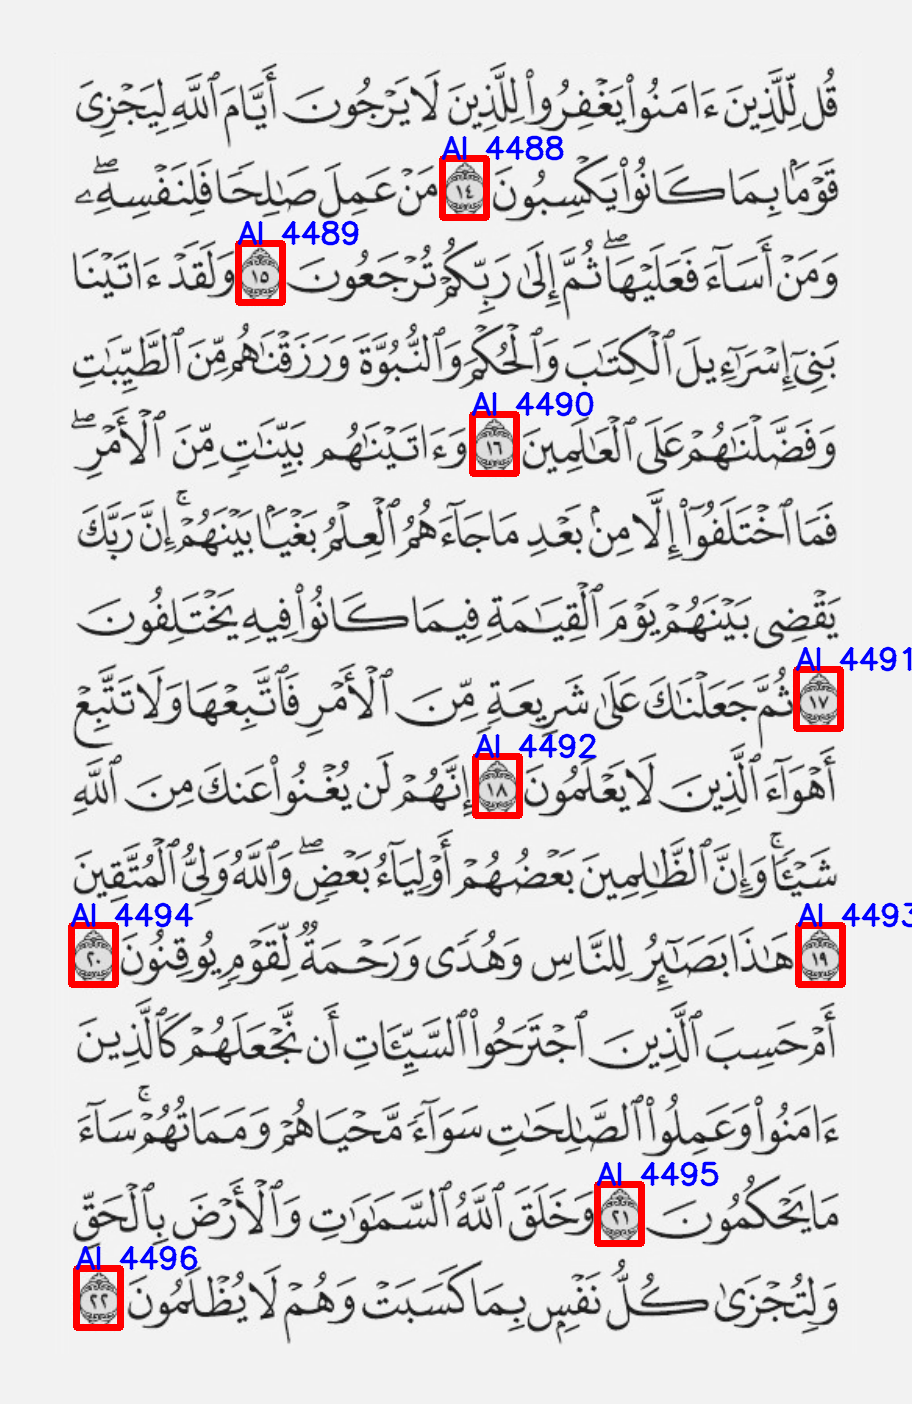 قُل لِّلَّذِينَ ءَامَنُوا۟ يَغْفِرُوا۟ لِلَّذِينَ لَا يَرْجُونَ أَيَّامَ ٱللَّهِ لِيَجْزِىَ
AI 4488
قَوْمًۢا بِمَا كَانُوا۟ يَكْسِبُونَ ١٤ مَنْ عَمِلَ صَـٰلِحًا فَلِنَفْسِهِۦ ۖ
AI 4489
وَمَنْ أَسَآءَ فَعَلَيْهَا ۖ ثُمَّ إِلَىٰ رَبِّكُمْ تُرْجَعُونَ ١٥ وَلَقَدْ ءَاتَيْنَا
بَنِىٓ إِسْرَٰٓءِيلَ ٱلْكِتَـٰبَ وَٱلْحُكْمَ وَٱلنُّبُوَّةَ وَرَزَقْنَـٰهُم مِّنَ ٱلطَّيِّبَـٰتِ
AI 4490
وَفَضَّلْنَـٰهُمْ عَلَى ٱلْعَـٰلَمِينَ ١٦ وَءَاتَيْنَـٰهُم بَيِّنَـٰتٍ مِّنَ ٱلْأَمْرِ ۖ
فَمَا ٱخْتَلَفُوٓا۟ إِلَّا مِنۢ بَعْدِ مَا جَآءَهُمُ ٱلْعِلْمُ بَغْيًۢا بَيْنَهُمْ ۚ إِنَّ رَبَّكَ
يَقْضِى بَيْنَهُمْ يَوْمَ ٱلْقِيَـٰمَةِ فِيمَا كَانُوا۟ فِيهِ يَخْتَلِفُونَ
AI 4491
١٧ ثُمَّ جَعَلْنَـٰكَ عَلَىٰ شَرِيعَةٍ مِّنَ ٱلْأَمْرِ فَٱتَّبِعْهَا وَلَا تَتَّبِعْ
AI 4492
أَهْوَآءَ ٱلَّذِينَ لَا يَعْلَمُونَ ١٨ إِنَّهُمْ لَن يُغْنُوا۟ عَنكَ مِنَ ٱللَّهِ
شَيْـًٔا ۚ وَإِنَّ ٱلظَّـٰلِمِينَ بَعْضُهُمْ أَوْلِيَآءُ بَعْضٍ ۖ وَٱللَّهُ وَلِىُّ ٱلْمُتَّقِينَ
AI 4493 AI 4494
١٩ هَـٰذَا بَصَـٰٓئِرُ لِلنَّاسِ وَهُدًى وَرَحْمَةٌ لِّقَوْمٍ يُوقِنُونَ ٢٠
أَمْ حَسِبَ ٱلَّذِينَ ٱجْتَرَحُوا۟ ٱلسَّيِّـَٔاتِ أَن نَّجْعَلَهُمْ كَٱلَّذِينَ
ءَامَنُوا۟ وَعَمِلُوا۟ ٱلصَّـٰلِحَـٰتِ سَوَآءً مَّحْيَاهُمْ وَمَمَاتُهُمْ ۚ سَآءَ
AI 4495
مَا يَحْكُمُونَ ٢١ وَخَلَقَ ٱللَّهُ ٱلسَّمَـٰوَٰتِ وَٱلْأَرْضَ بِٱلْحَقِّ
AI 4496
وَلِتُجْزَىٰ كُلُّ نَفْسٍۭ بِمَا كَسَبَتْ وَهُمْ لَا يُظْلَمُونَ ٢٢